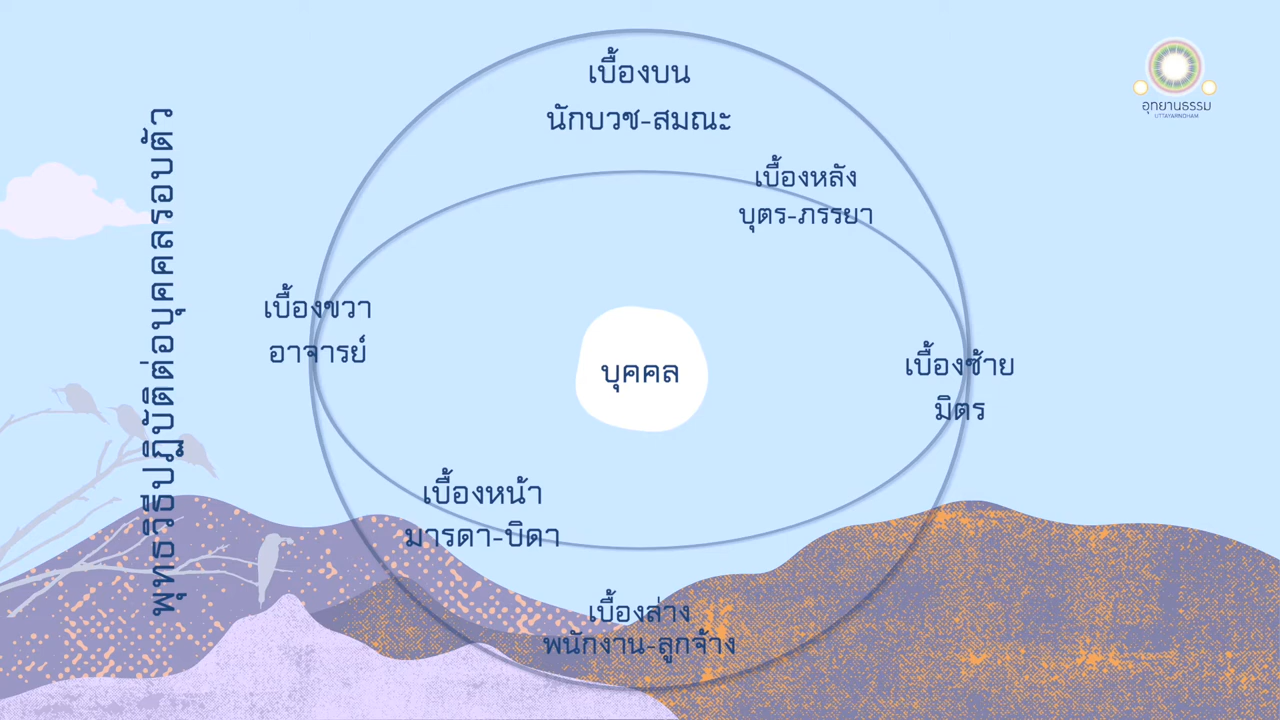 พุทธวิธีปฏิบัติต่อบุคคลรอบตัว
เบื้องบน
นักบวช-สมณะ
เบื้องหลัง
บุตร-ภรรยา
เบื้องขวา
อาจารย์
บุคคล
เบื้องซ้าย
มิตร
เบื้องหน้า
มารดา-บิดา
เบื้องล่าง
พนักงาน-ลูกจ้าง
อุทยานธรรม
UTTAYARNDHAM